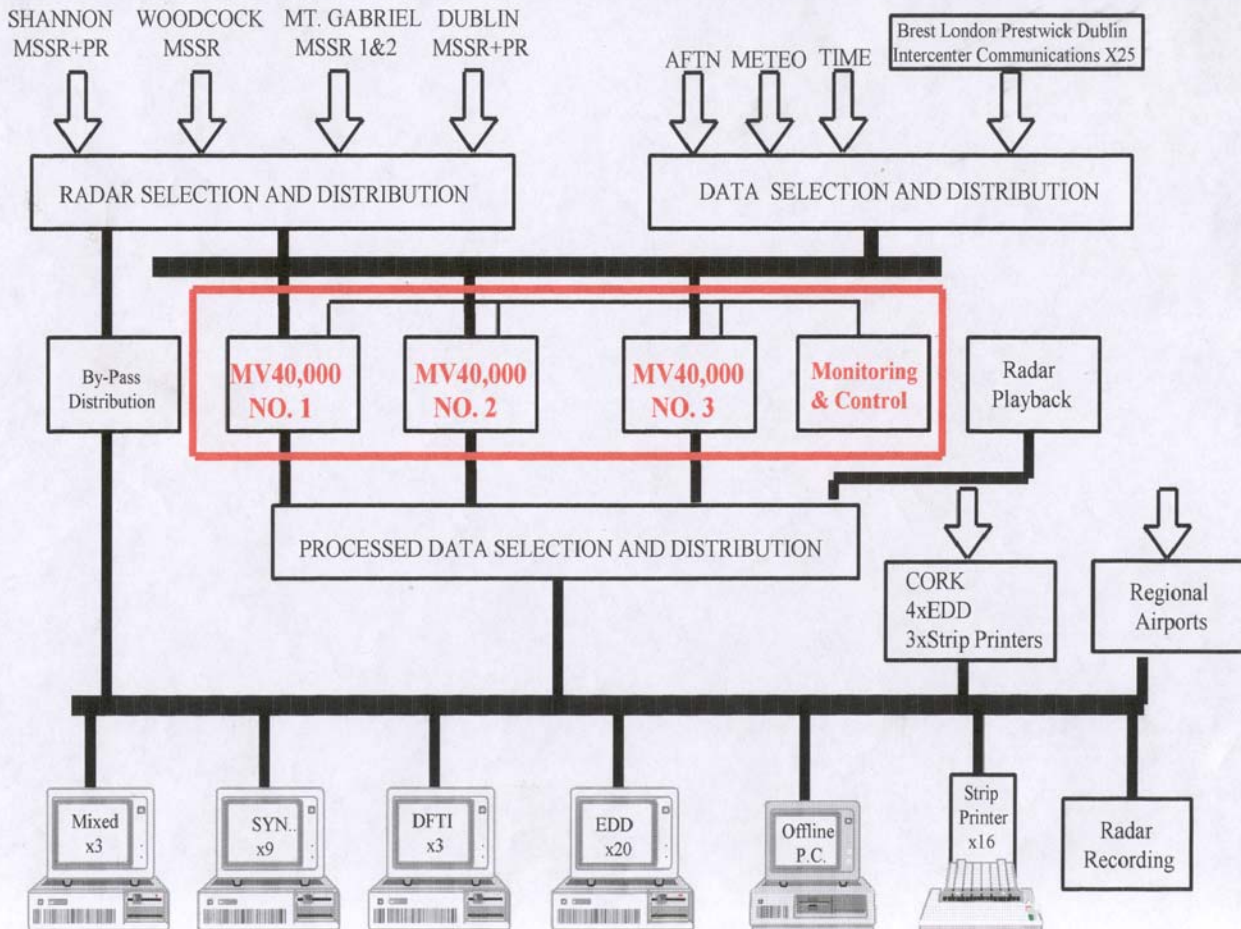 SHANNON
MSSR+PR
WOODCOCK
MSSR
MT. GABRIEL
MSSR 1&2
DUBLIN
MSSR+PR
AFTN
METEO
TIME
Brest London Prestwick Dublin
Intercenter Communications X25
RADAR SELECTION AND DISTRIBUTION
DATA SELECTION AND DISTRIBUTION
By-Pass
Distribution
MV40,000
NO. 1
MV40,000
NO. 2
MV40,000
NO. 3
Monitoring
& Control
Radar
Playback
PROCESSED DATA SELECTION AND DISTRIBUTION
CORK
4xEDD
3xStrip Printers
Regional
Airports
Mixed
x3
SYN..
x9
DFTI
x3
EDD
x20
Offline
P.C.
Strip
Printer
x16
Radar
Recording